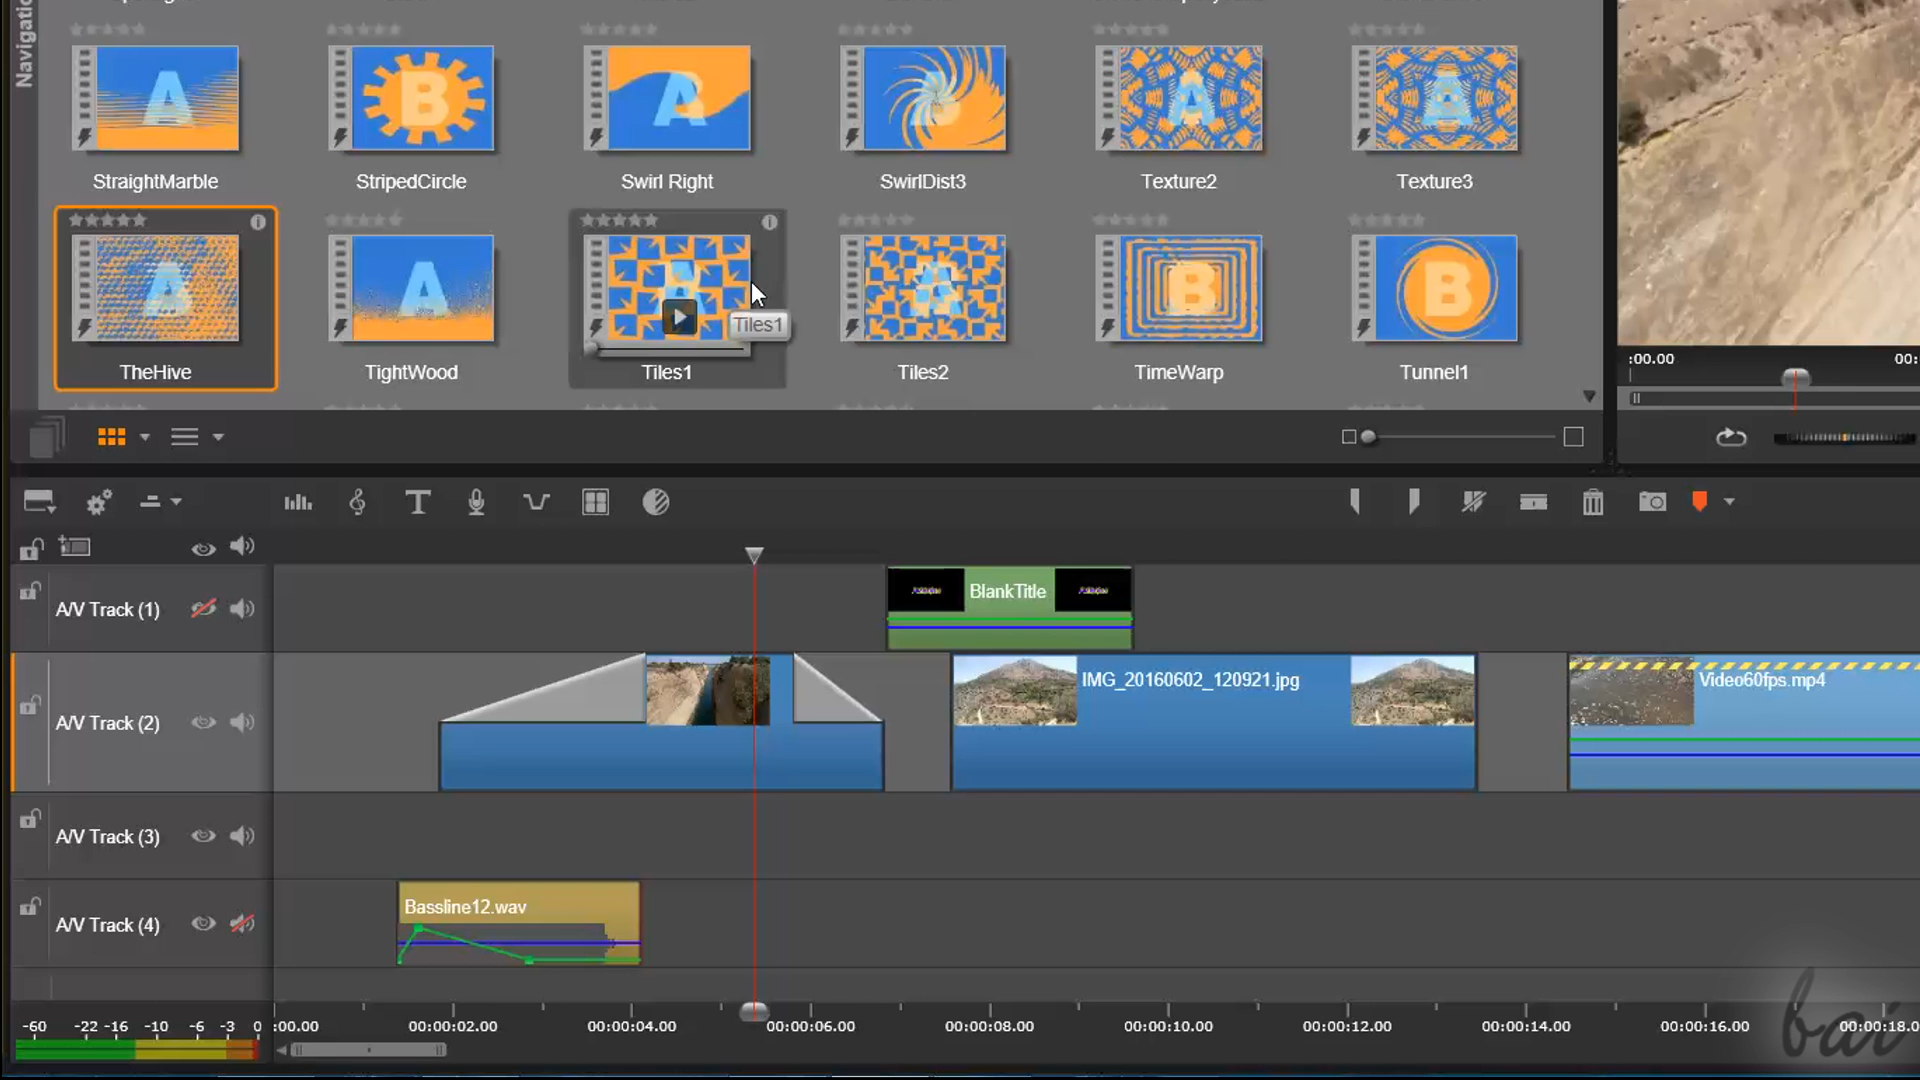 Navigatio
StraightMarble
StripedCircle
Swirl Right
SwirlDist3
Texture2
Texture3
TheHive
TightWood
Tiles1
Tiles1
Tiles2
TimeWarp
Tunnel1
:00.00
00:
A/V Track (1)
BlankTitle
A/V Track (2)
IMG_20160602_120921.jpg
Video60fps.mp4
A/V Track (3)
A/V Track (4)
Bassline12.wav
-60 -22 -16 -10 -6 -3 0
:00.00 00:00:02.00 00:00:04.00 00:00:06.00 00:00:08.00 00:00:10.00 00:00:12.00 00:00:14.00 00:00:16.00 00:00:18.0
bai